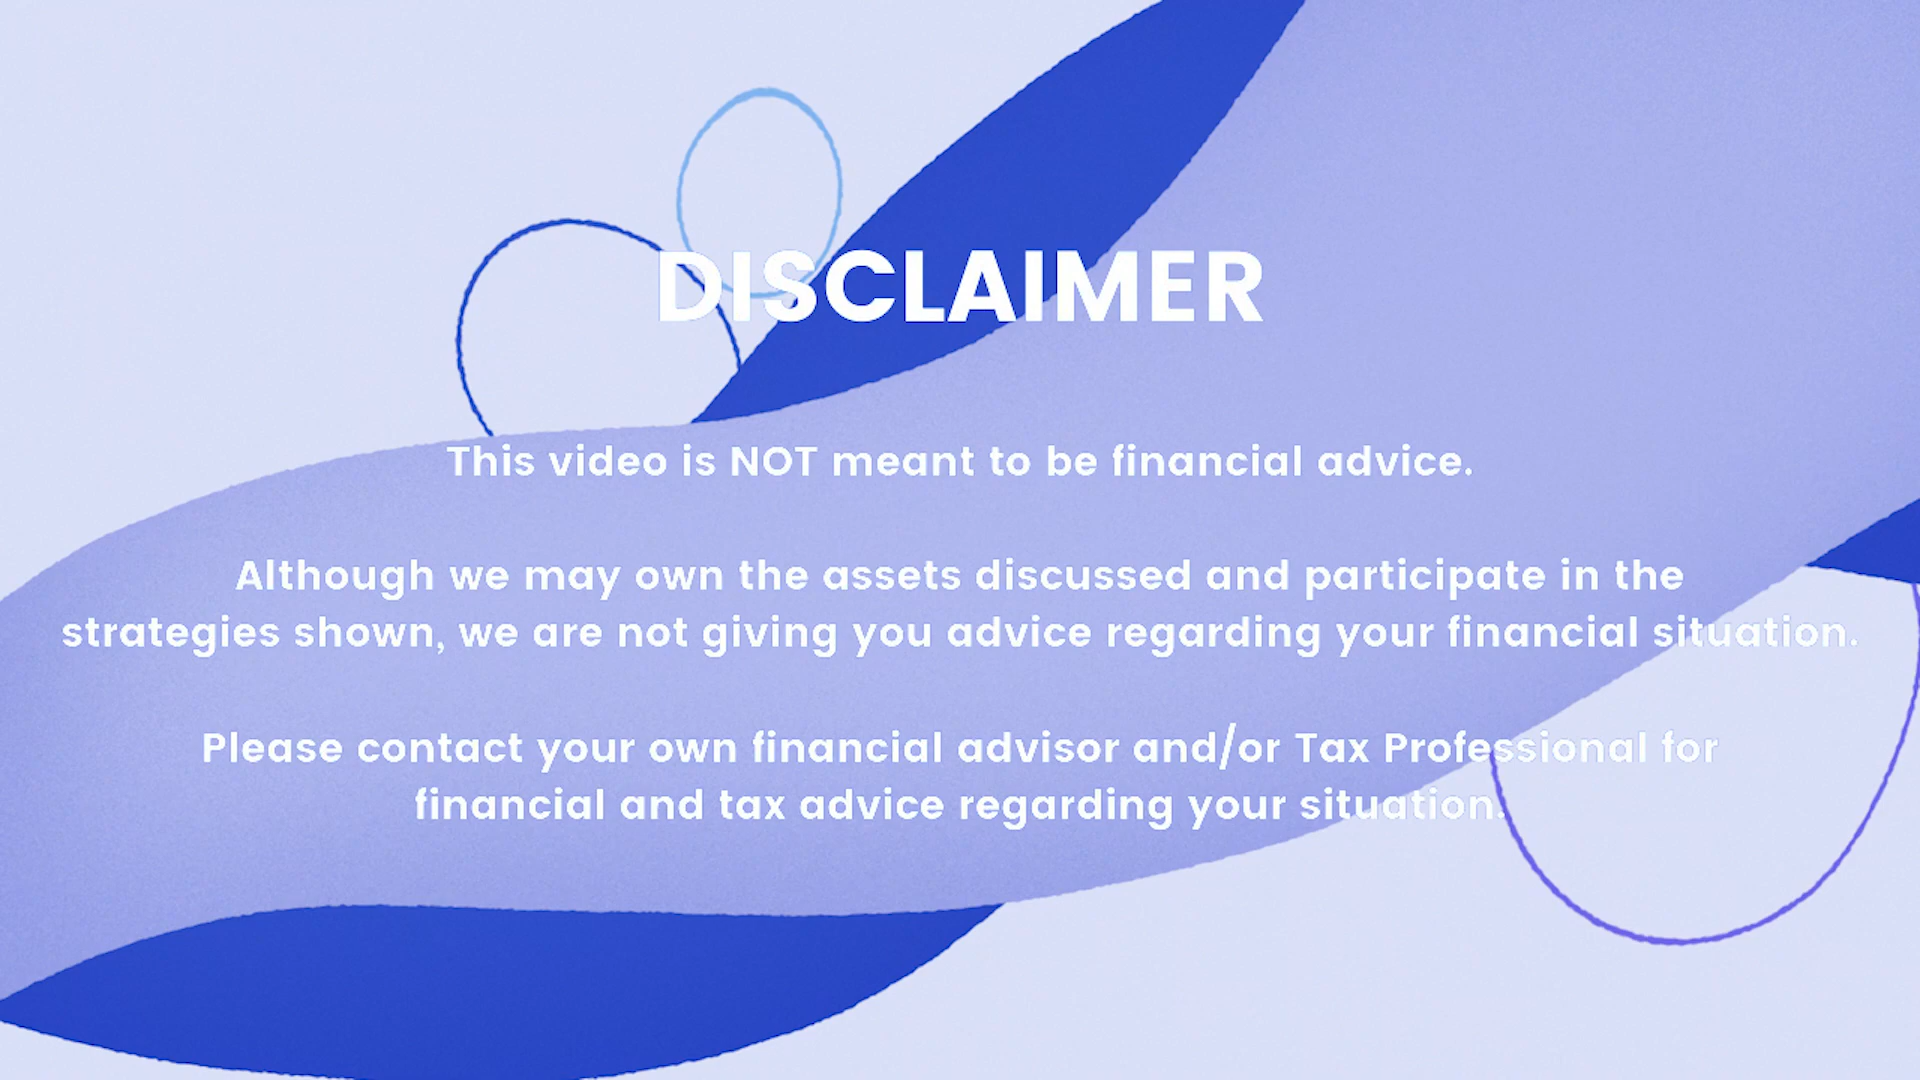 DISCLAIMER
This video is NOT meant to be financial advice.
Although we may own the assets discussed and participate in the
strategies shown, we are not giving you advice regarding your financial situation.
Please contact your own financial advisor and/or Tax Professional for
financial and tax advice regarding your situation.